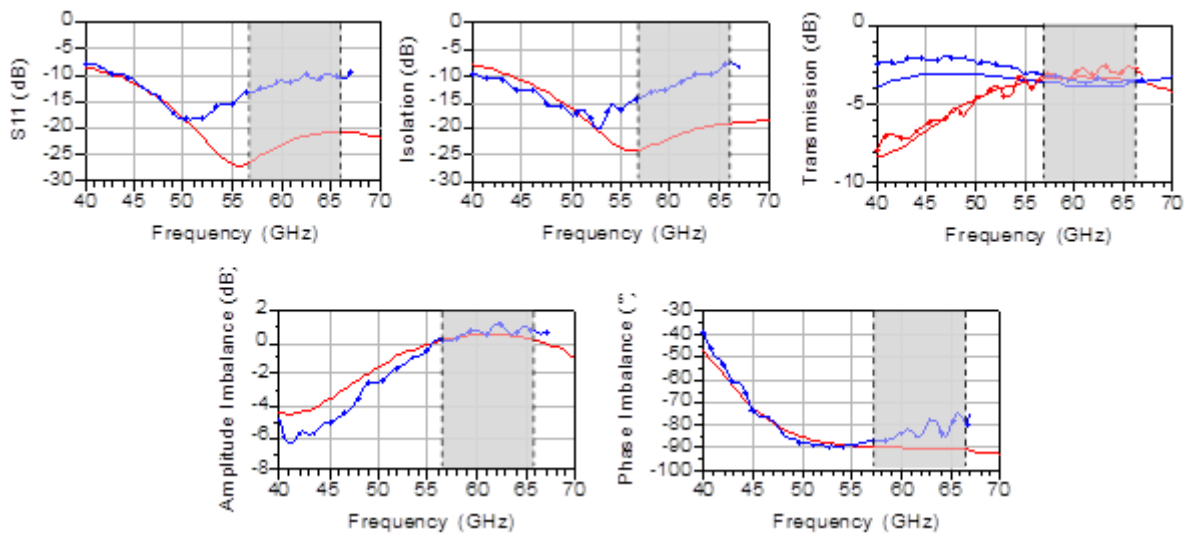 S11 (dB)
0
-5
-10
-15
-20
-25
-30
40 45 50 55 60 65 70
Frequency (GHz)
Isolation (dB)
0
-5
-10
-15
-20
-25
-30
40 45 50 55 60 65 70
Frequency (GHz)
Transmission (dB)
0
-5
-10
40 45 50 55 60 65 70
Frequency (GHz)
Amplitude Imbalance (dB)
2
0
-2
-4
-6
-8
40 45 50 55 60 65 70
Frequency (GHz)
Phase Imbalance (°
-30
-40
-50
-60
-70
-80
-90
-100
40 45 50 55 60 65 70
Frequency (GHz)